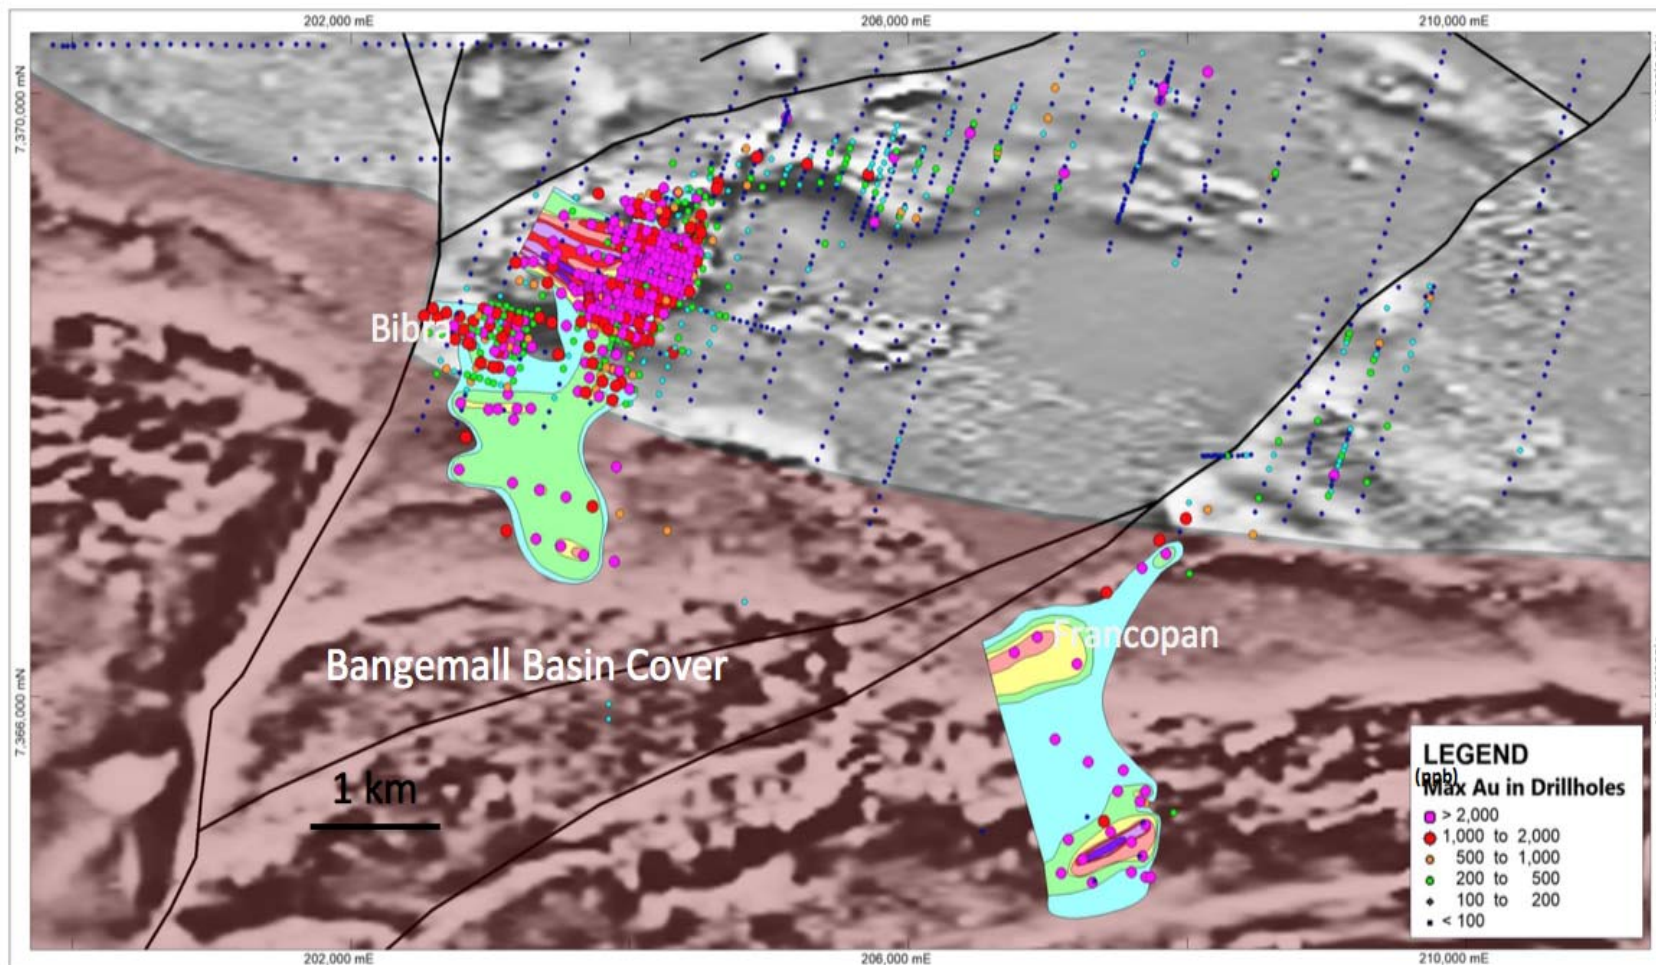 202,000 mE
206,000 mE
210,000 mE
7,370,000 mN
Bibra
Francopan
Bangemall Basin Cover
7,366,000 mN
1 km
LEGEND
(ppb)
Max Au in Drillholes
> 2,000
1,000 to 2,000
500 to 1,000
200 to 500
100 to 200
< 100
202,000 mE
206,000 mE
210,000 mE